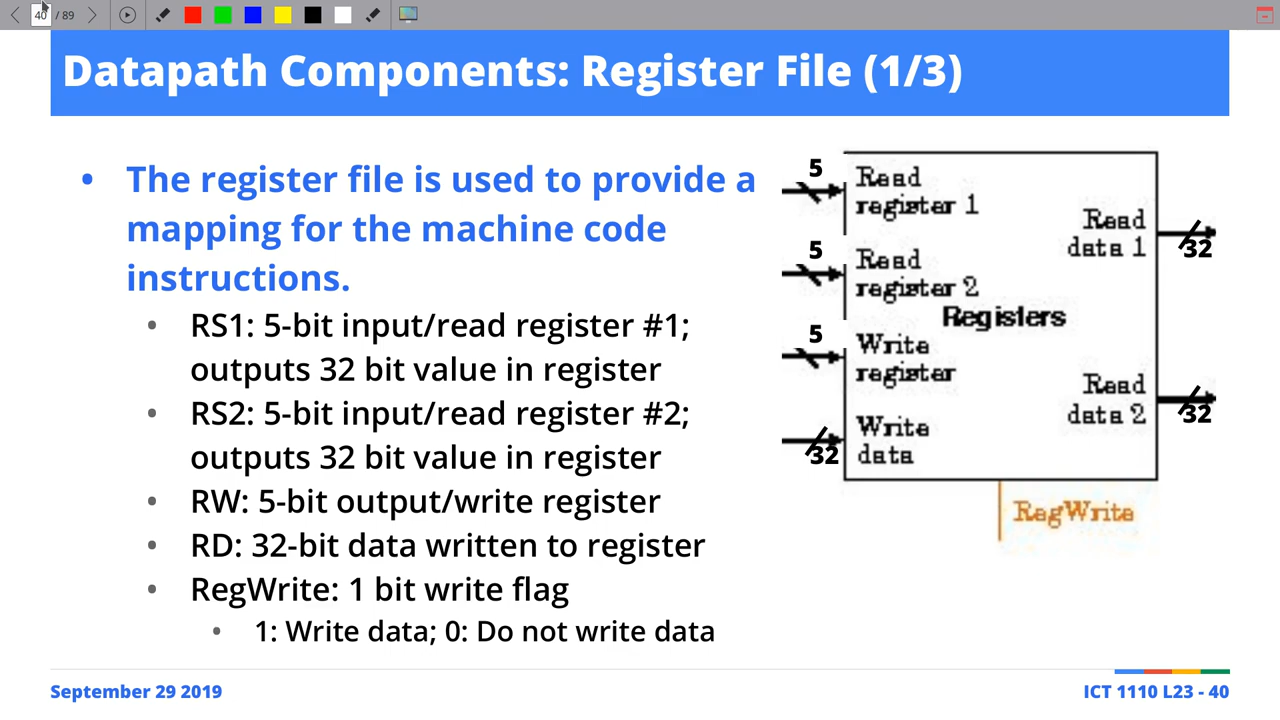 40 / 89
Datapath Components: Register File (1/3)
• The register file is used to provide a
mapping for the machine code
instructions.
• RS1: 5-bit input/read register #1;
outputs 32 bit value in register
• RS2: 5-bit input/read register #2;
outputs 32 bit value in register
• RW: 5-bit output/write register
• RD: 32-bit data written to register
• RegWrite: 1 bit write flag
• 1: Write data; 0: Do not write data
5
Read
register 1
5
Read
register 2
5
Write
register
32
Write
data
Registers
Read
data 1
32
Read
data 2
32
RegWrite
September 29 2019
ICT 1110 L23 - 40